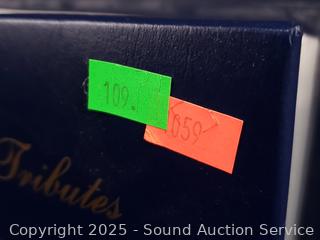 109.
059
Tributes
Copyright © 2025 - Sound Auction Service